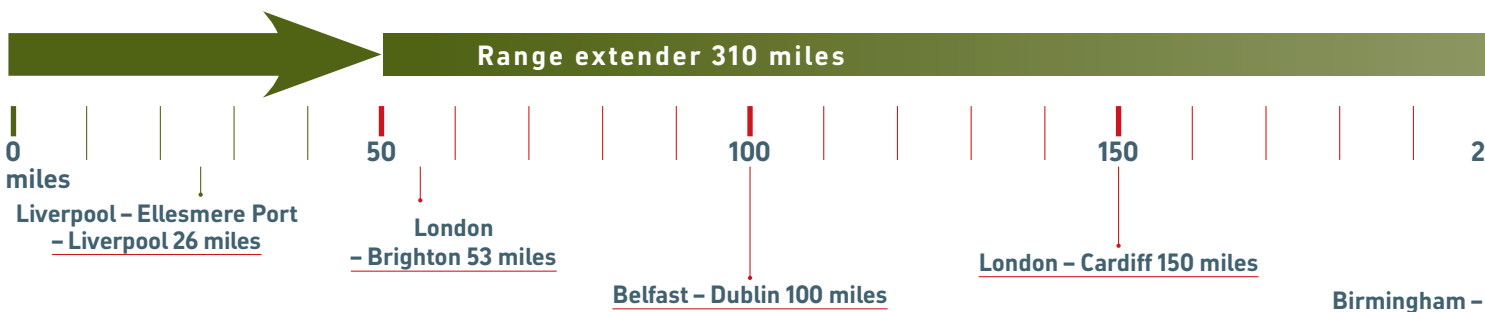 Range extender 310 miles
0
50
100
150
2
miles
Liverpool – Ellesmere Port
– Liverpool 26 miles
London
– Brighton 53 miles
Belfast – Dublin 100 miles
London – Cardiff 150 miles
Birmingham –